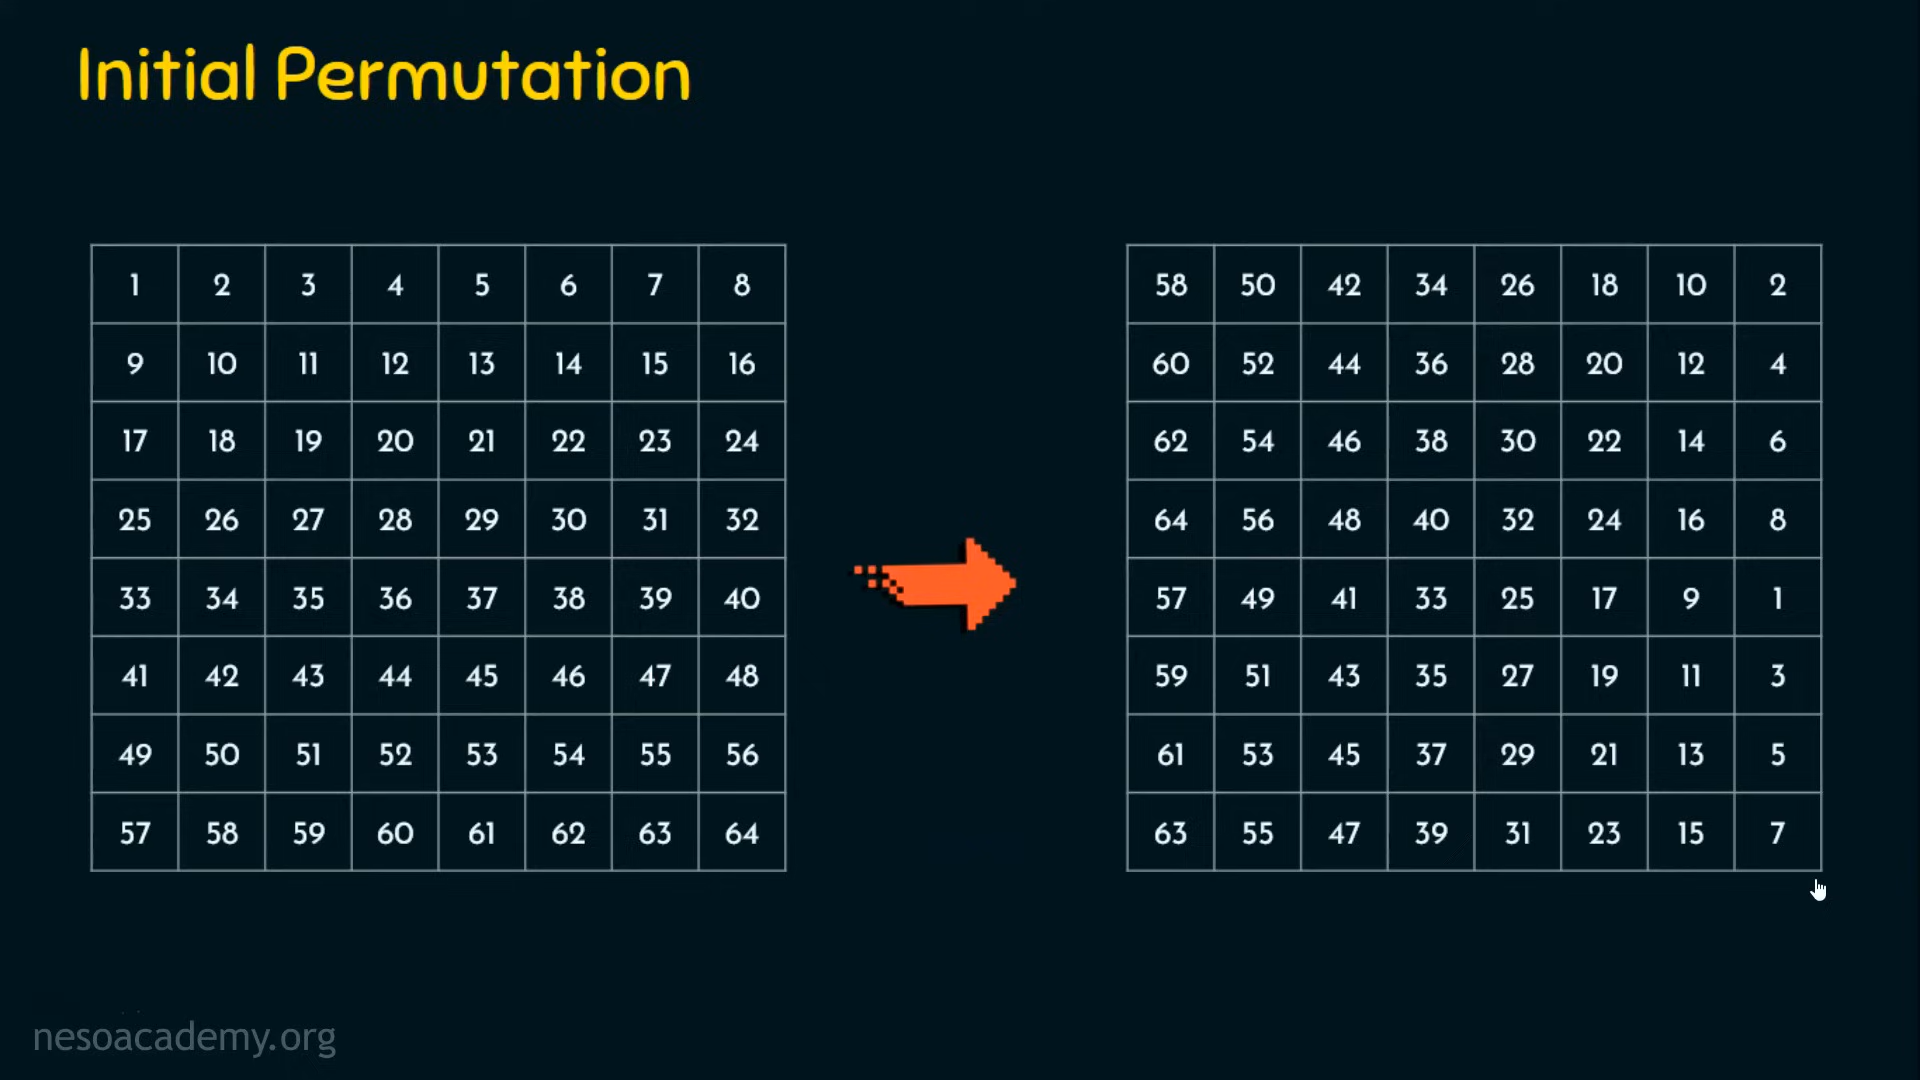 Initial Permutation
1 2 3 4 5 6 7 8
9 10 11 12 13 14 15 16
17 18 19 20 21 22 23 24
25 26 27 28 29 30 31 32
33 34 35 36 37 38 39 40
41 42 43 44 45 46 47 48
49 50 51 52 53 54 55 56
57 58 59 60 61 62 63 64
58 50 42 34 26 18 10 2
60 52 44 36 28 20 12 4
62 54 46 38 30 22 14 6
64 56 48 40 32 24 16 8
57 49 41 33 25 17 9 1
59 51 43 35 27 19 11 3
61 53 45 37 29 21 13 5
63 55 47 39 31 23 15 7
nesoacademy.org